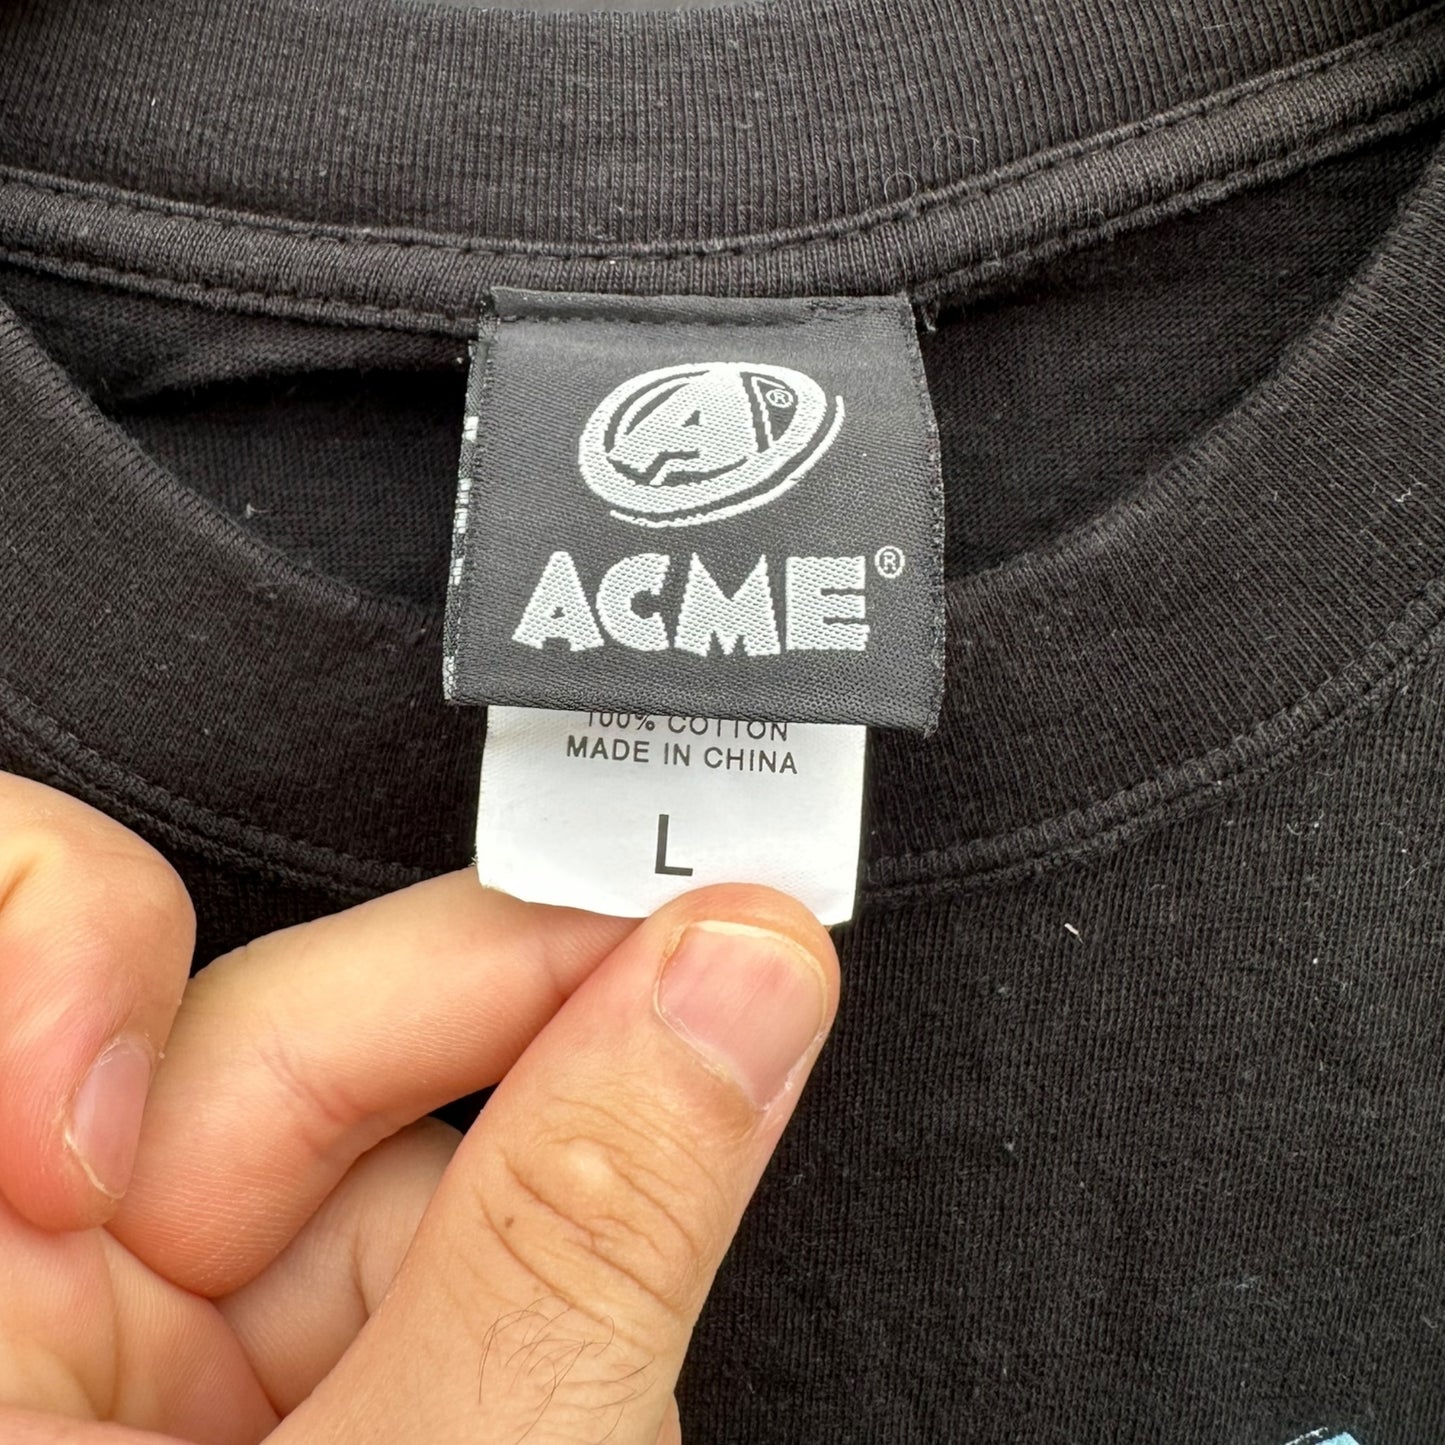 A®
ACME®
100% COTTON
MADE IN CHINA
L